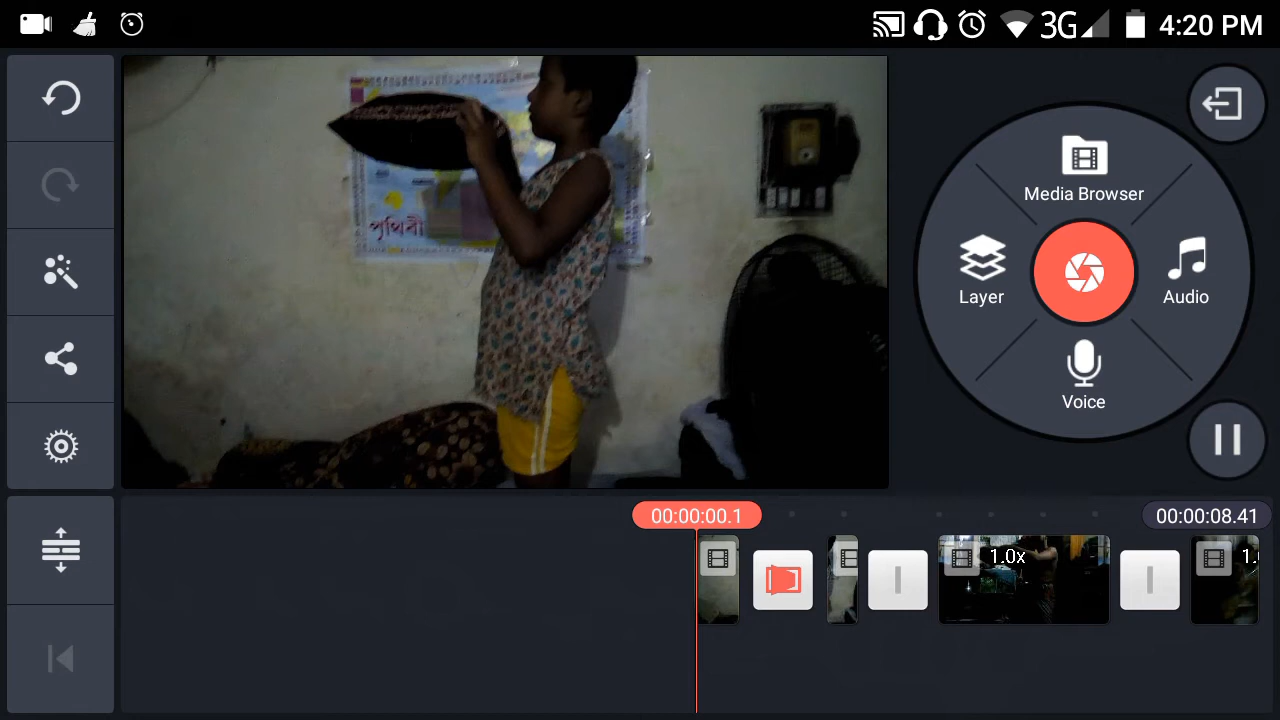 3G 4:20 PM
পৃথিবী
Media Browser
Layer
Audio
Voice
00:00:00.1
00:00:08.41
1.0x
1.